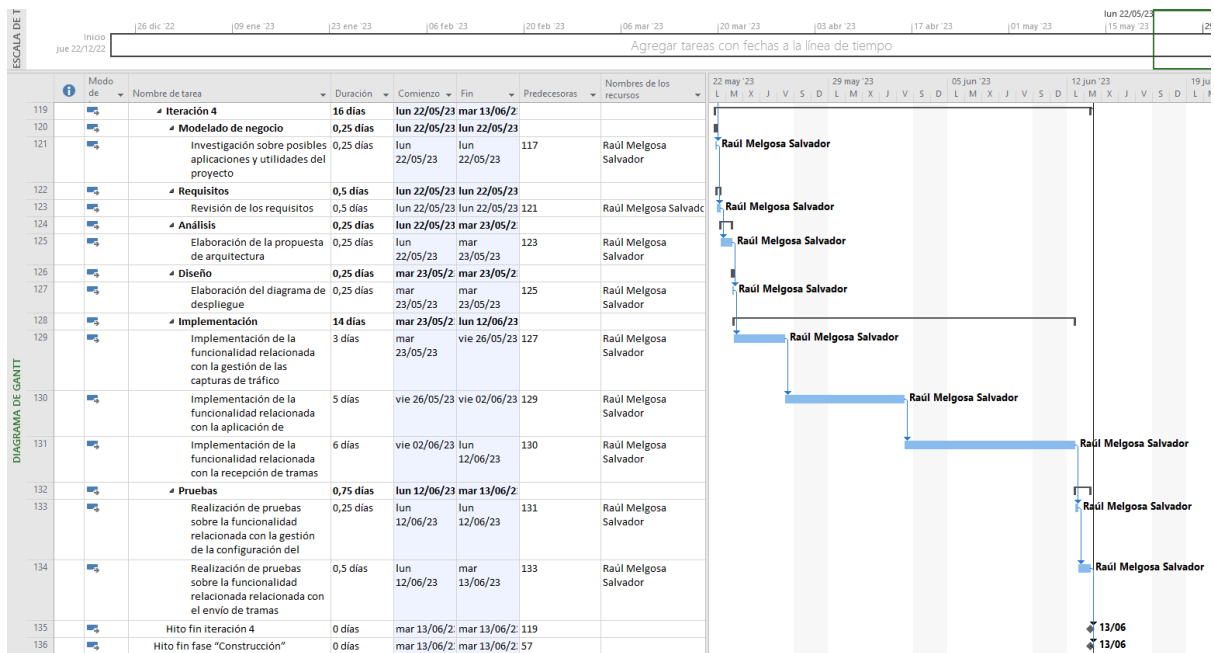 ESCALA DE T
lun 22/05/23
26 dic '22 09 ene '23 23 ene '23 06 feb '23 20 feb '23 06 mar '23 20 mar '23 03 abr '23 17 abr '23 01 may '23 15 may '23 29
Inicio
jue 22/12/22
Agregar tareas con fechas a la línea de tiempo
DIAGRAMA DE GANTT
Modo de Nombre de tarea Duración Comienzo Fin Predecesoras Nombres de los recursos
22 may '23 29 may '23 05 jun '23 12 jun '23 19 ju
L M X J V S D L M X J V S D L M X J V S D L M X J V S D L M
119 Iteración 4 16 días lun 22/05/23 mar 13/06/2
120 Modelado de negocio 0,25 días lun 22/05/23 lun 22/05/23
121 Investigación sobre posibles 0,25 días lun lun 117 Raúl Melgosa Raúl Melgosa Salvador
aplicaciones y utilidades del 22/05/23 22/05/23 Salvador
proyecto
122 Requisitos 0,5 días lun 22/05/23 lun 22/05/23
123 Revisión de los requisitos 0,5 días lun 22/05/23 lun 22/05/23 121 Raúl Melgosa Salvadc Raúl Melgosa Salvador
124 Análisis 0,25 días lun 22/05/23 mar 23/05/2
125 Elaboración de la propuesta 0,25 días lun mar 123 Raúl Melgosa Raúl Melgosa Salvador
de arquitectura 22/05/23 23/05/23 Salvador
126 Diseño 0,25 días mar 23/05/2 mar 23/05/2
127 Elaboración del diagrama de 0,25 días mar mar 125 Raúl Melgosa Raúl Melgosa Salvador
despliegue 23/05/23 23/05/23 Salvador
128 Implementación 14 días mar 23/05/2 lun 12/06/23
129 Implementación de la 3 días mar vie 26/05/23 127 Raúl Melgosa Raúl Melgosa Salvador
funcionalidad relacionada 23/05/23 Salvador
con la gestión de las
capturas de tráfico
130 Implementación de la 5 días vie 26/05/23 vie 02/06/23 129 Raúl Melgosa Raúl Melgosa Salvador
funcionalidad relacionada Salvador
con la aplicación de
131 Implementación de la 6 días vie 02/06/23 lun 130 Raúl Melgosa Raúl Melgosa Salvador
funcionalidad relacionada 12/06/23 Salvador
con la recepción de tramas
132 Pruebas 0,75 días lun 12/06/23 mar 13/06/2
133 Realización de pruebas 0,25 días lun lun 131 Raúl Melgosa Raúl Melgosa Salvador
sobre la funcionalidad 12/06/23 12/06/23 Salvador
relacionada con la gestión
de la configuración del
134 Realización de pruebas 0,5 días lun mar 133 Raúl Melgosa Raúl Melgosa Salvador
sobre la funcionalidad 12/06/23 13/06/23 Salvador
relacionada relacionada con
el envío de tramas
135 Hito fin iteración 4 0 días mar 13/06/2 mar 13/06/2 119 13/06
136 Hito fin fase "Construcción" 0 días mar 13/06/2 mar 13/06/2 57 13/06